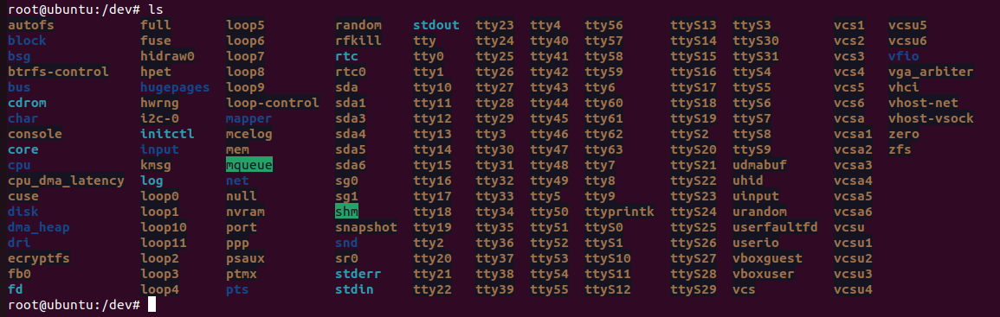 root@ubuntu:/dev# ls
autofs full loop5 random stdout tty23 tty4 tty56 ttyS13 ttyS3 vcs1 vcsu5
block fuse loop6 rfkill tty tty24 tty40 tty57 ttyS14 ttyS30 vcs2 vcsu6
bsg hidraw0 loop7 rtc tty0 tty25 tty41 tty58 ttyS15 ttyS31 vcs3 vfio
btrfs-control hpet loop8 rtc0 tty1 tty26 tty42 tty59 ttyS16 ttyS4 vcs4 vga_arbiter
bus hugepages loop9 sda tty10 tty27 tty43 tty6 ttyS17 ttyS5 vcs5 vhci
cdrom hwrng loop-control sda1 tty11 tty28 tty44 tty60 ttyS18 ttyS6 vcs6 vhost-net
char i2c-0 mapper sda3 tty12 tty29 tty45 tty61 ttyS19 ttyS7 vcsa vhost-vsock
console initctl mcelog sda4 tty13 tty3 tty46 tty62 ttyS2 ttyS8 vcsa1 zero
core input mem sda5 tty14 tty30 tty47 tty63 ttyS20 ttyS9 vcsa2 zfs
cpu kmsg mqueue sda6 tty15 tty31 tty48 tty7 ttyS21 udmabuf vcsa3
cpu_dma_latency log net sg0 tty16 tty32 tty49 tty8 ttyS22 uhid vcsa4
cuse loop0 null sg1 tty17 tty33 tty5 tty9 ttyS23 uinput vcsa5
disk loop1 nvram shm tty18 tty34 tty50 ttyprintk ttyS24 urandom vcsa6
dma_heap loop10 port snapshot tty19 tty35 tty51 ttyS0 ttyS25 userfaultfd vcsu
dri loop11 ppp snd tty2 tty36 tty52 ttyS1 ttyS26 userio vcsu1
ecryptfs loop2 psaux sr0 tty20 tty37 tty53 ttyS10 ttyS27 vboxguest vcsu2
fb0 loop3 ptmx stderr tty21 tty38 tty54 ttyS11 ttyS28 vboxuser vcsu3
fd loop4 pts stdin tty22 tty39 tty55 ttyS12 ttyS29 vcs vcsu4
root@ubuntu:/dev#